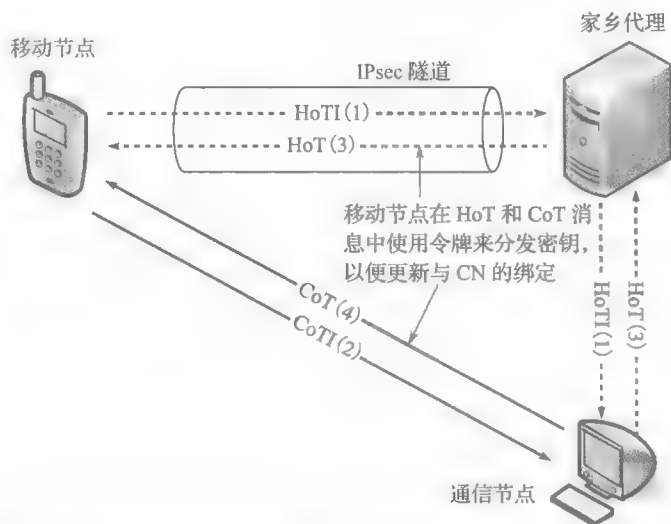 家乡代理
移动节点
IPsec 隧道
HoTI(1)
HoT(3)
移动节点在 HoT 和 CoT 消
息中使用令牌来分发密钥,
以便更新与 CN 的绑定
CoT(4)
CoTI(2)
HoTI(1)
HoT(3)
通信节点